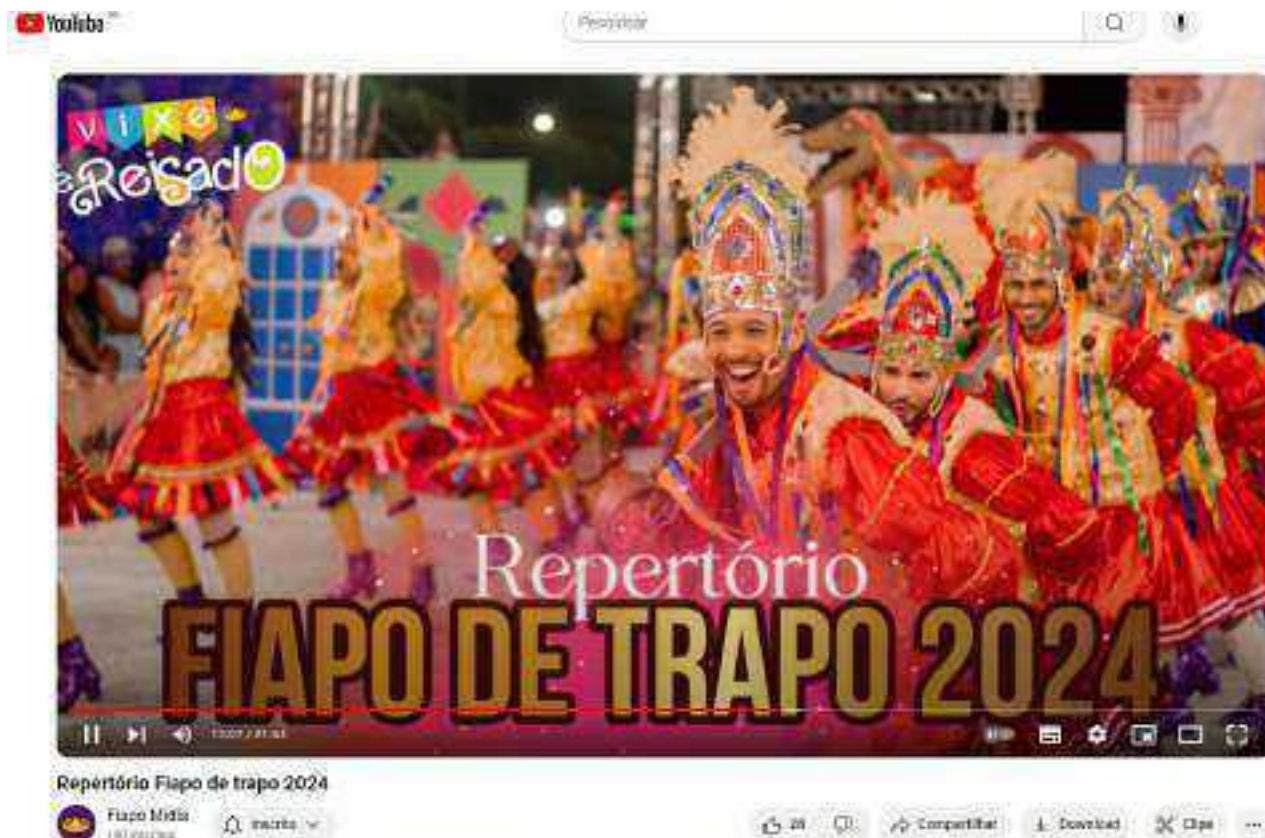 YouTube
Pesquisar
VIXE
é ReisadO
Repertório
FIAPO DE TRAPO 2024
Repertório Fiapo de trapo 2024
Fiapo Mídia
Inscrito
28
Compartilhar
Download
Clipe